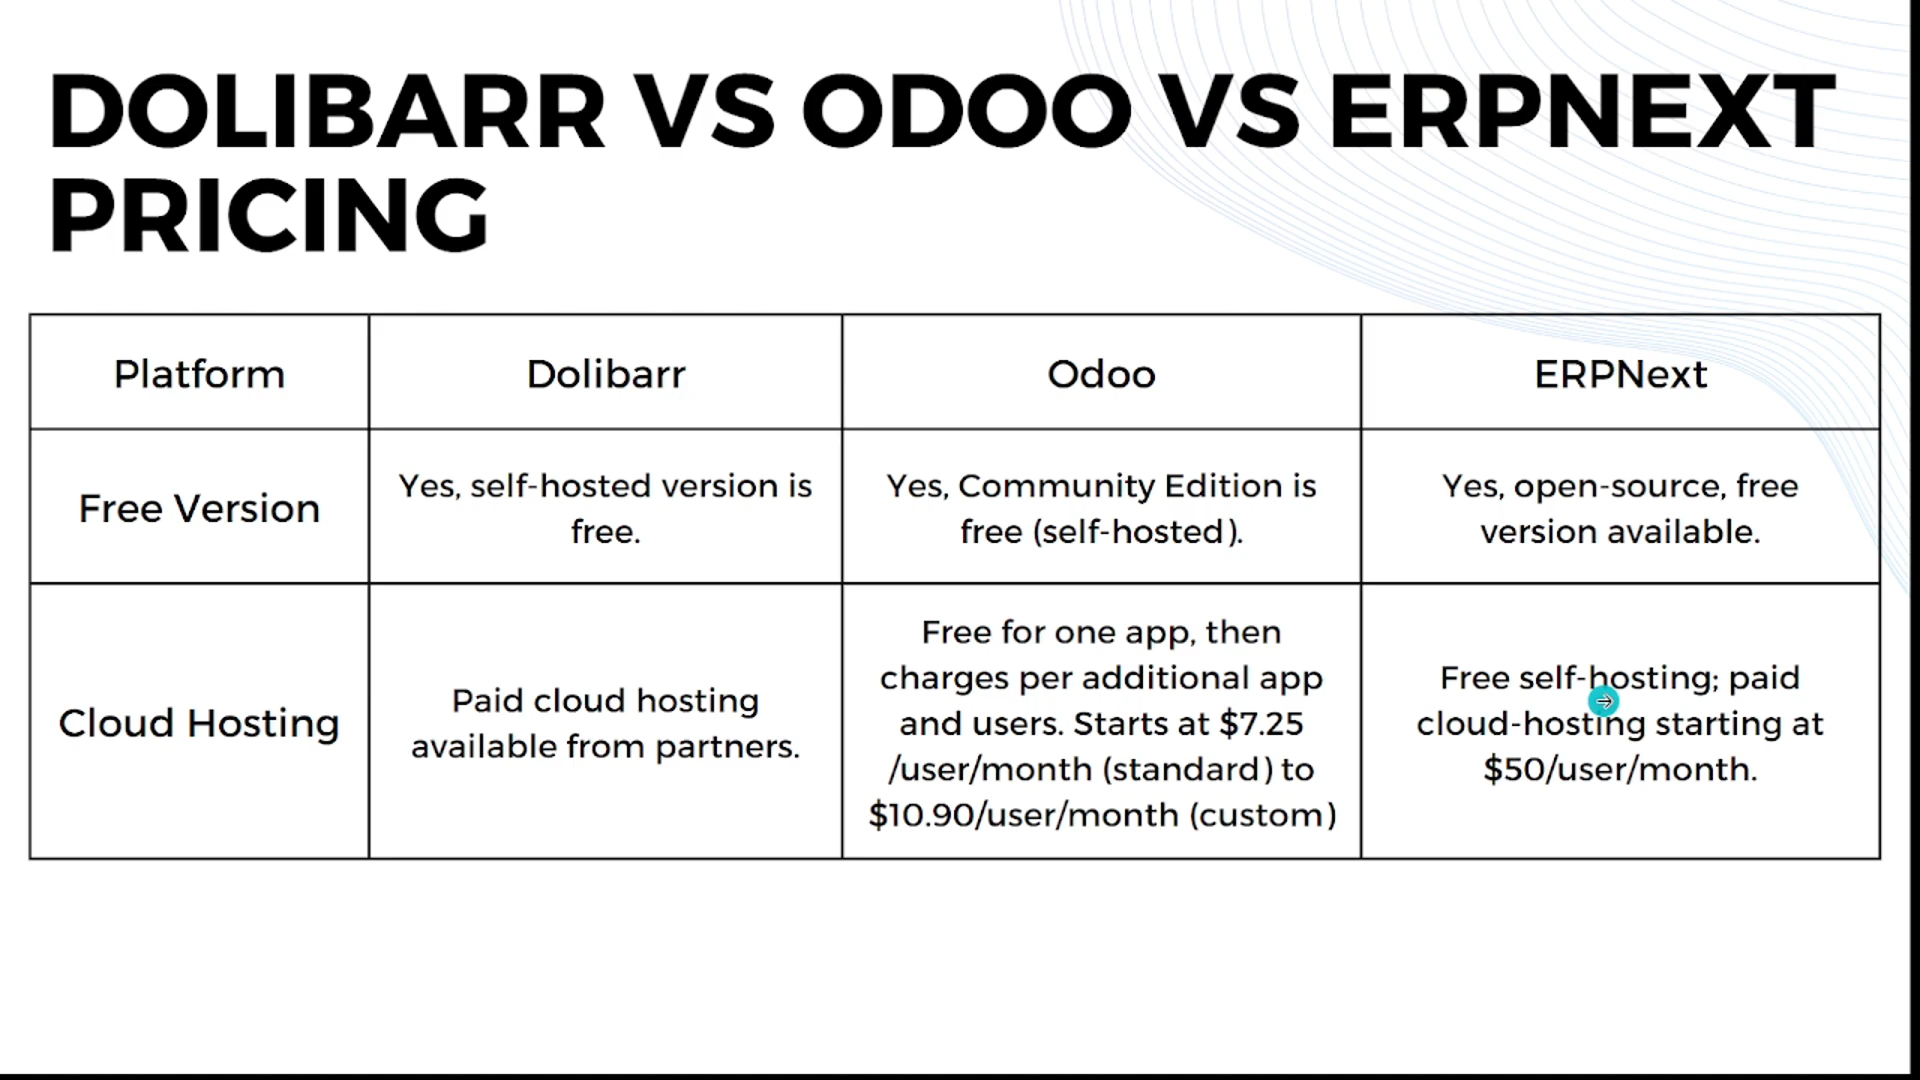 DOLIBARR VS ODOO VS ERPNEXT
PRICING
Platform
Dolibarr
Odoo
ERPNext
Free Version
Yes, self-hosted version is
free.
Yes, Community Edition is
free (self-hosted).
Yes, open-source, free
version available.
Cloud Hosting
Paid cloud hosting
available from partners.
Free for one app, then
charges per additional app
and users. Starts at $7.25
/user/month (standard) to
$10.90/user/month (custom)
Free self-hosting; paid
cloud-hosting starting at
$50/user/month.